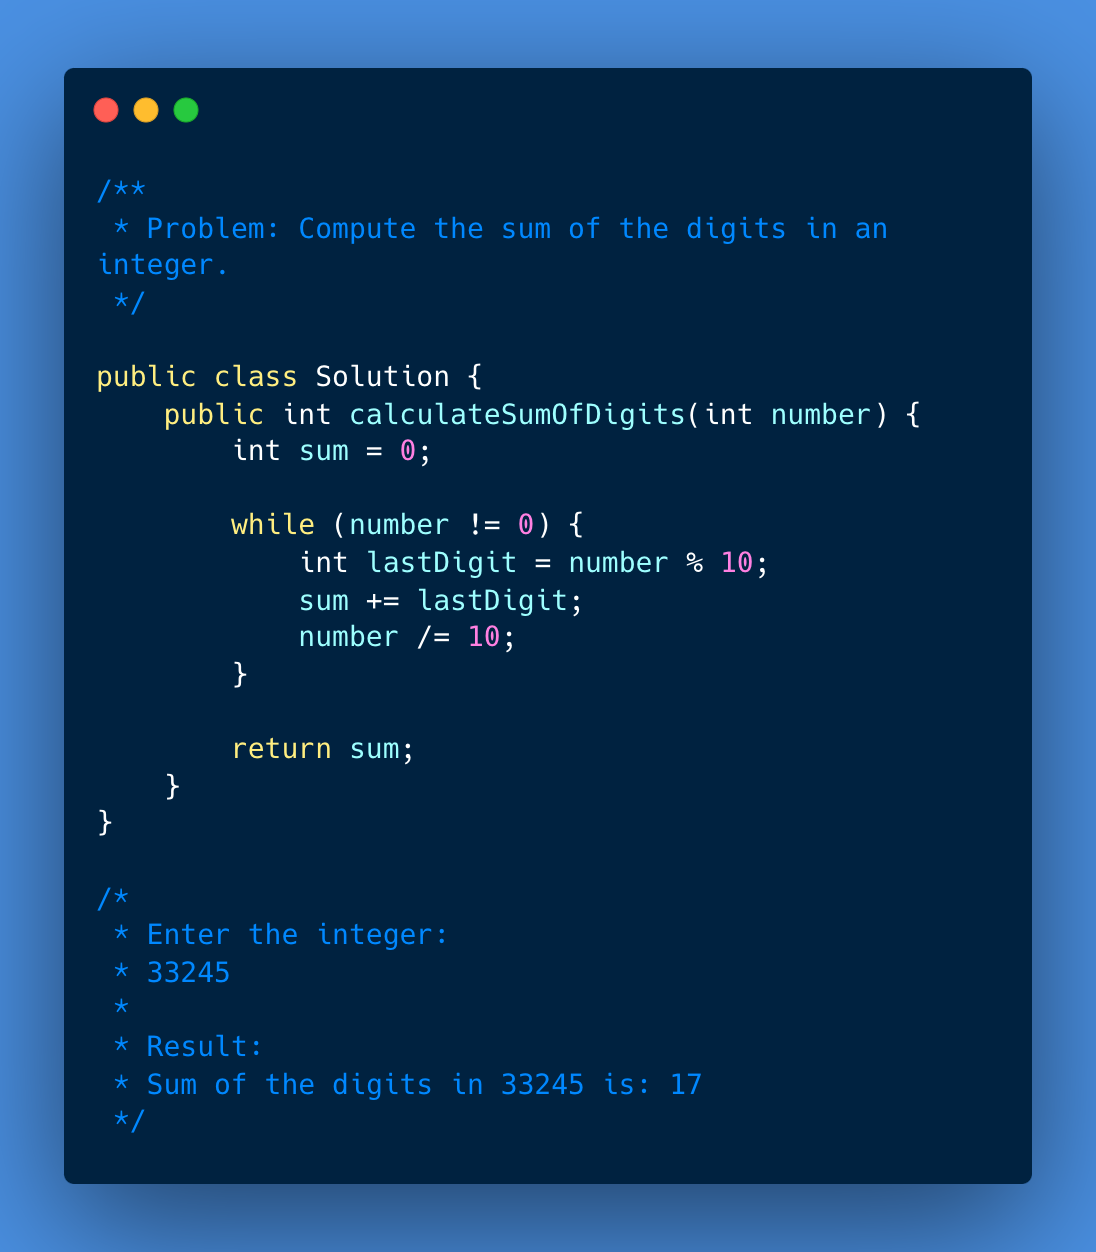 /**
 * Problem: Compute the sum of the digits in an
integer.
 */

public class Solution {
    public int calculateSumOfDigits(int number) {
        int sum = 0;

        while (number != 0) {
            int lastDigit = number % 10;
            sum += lastDigit;
            number /= 10;
        }

        return sum;
    }
}

/*
 * Enter the integer:
 * 33245
 *
 * Result:
 * Sum of the digits in 33245 is: 17
 */